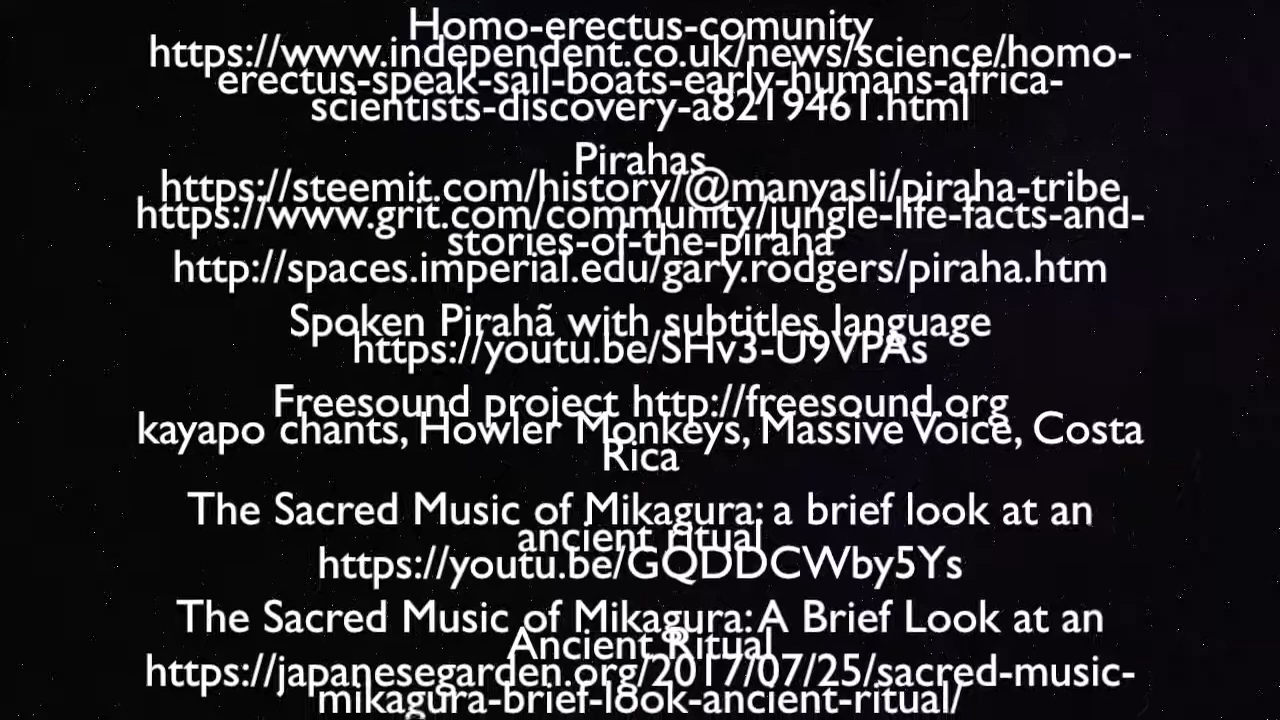 Homo-erectus-comunity
https://www.independent.co.uk/news/science/homo-
erectus-speak-sail-boats-early-humans-africa-
scientists-discovery-a8219461.html
Pirahas
https://steemit.com/history/@manyasli/piraha-tribe
https://www.grit.com/community/jungle-life-facts-and-
stories-of-the-piraha
http://spaces.imperial.edu/gary.rodgers/piraha.htm
Spoken Pirahã with subtitles language
https://youtu.be/SHv3-U9VPAs
Freesound project http://freesound.org
kayapo chants, Howler Monkeys, Massive Voice, Costa
Rica
The Sacred Music of Mikagura: a brief look at an
ancient ritual
https://youtu.be/GQDDCWby5Ys
The Sacred Music of Mikagura: A Brief Look at an
Ancient Ritual
https://japanesegarden.org/2017/07/25/sacred-music-
mikagura-brief-look-ancient-ritual/